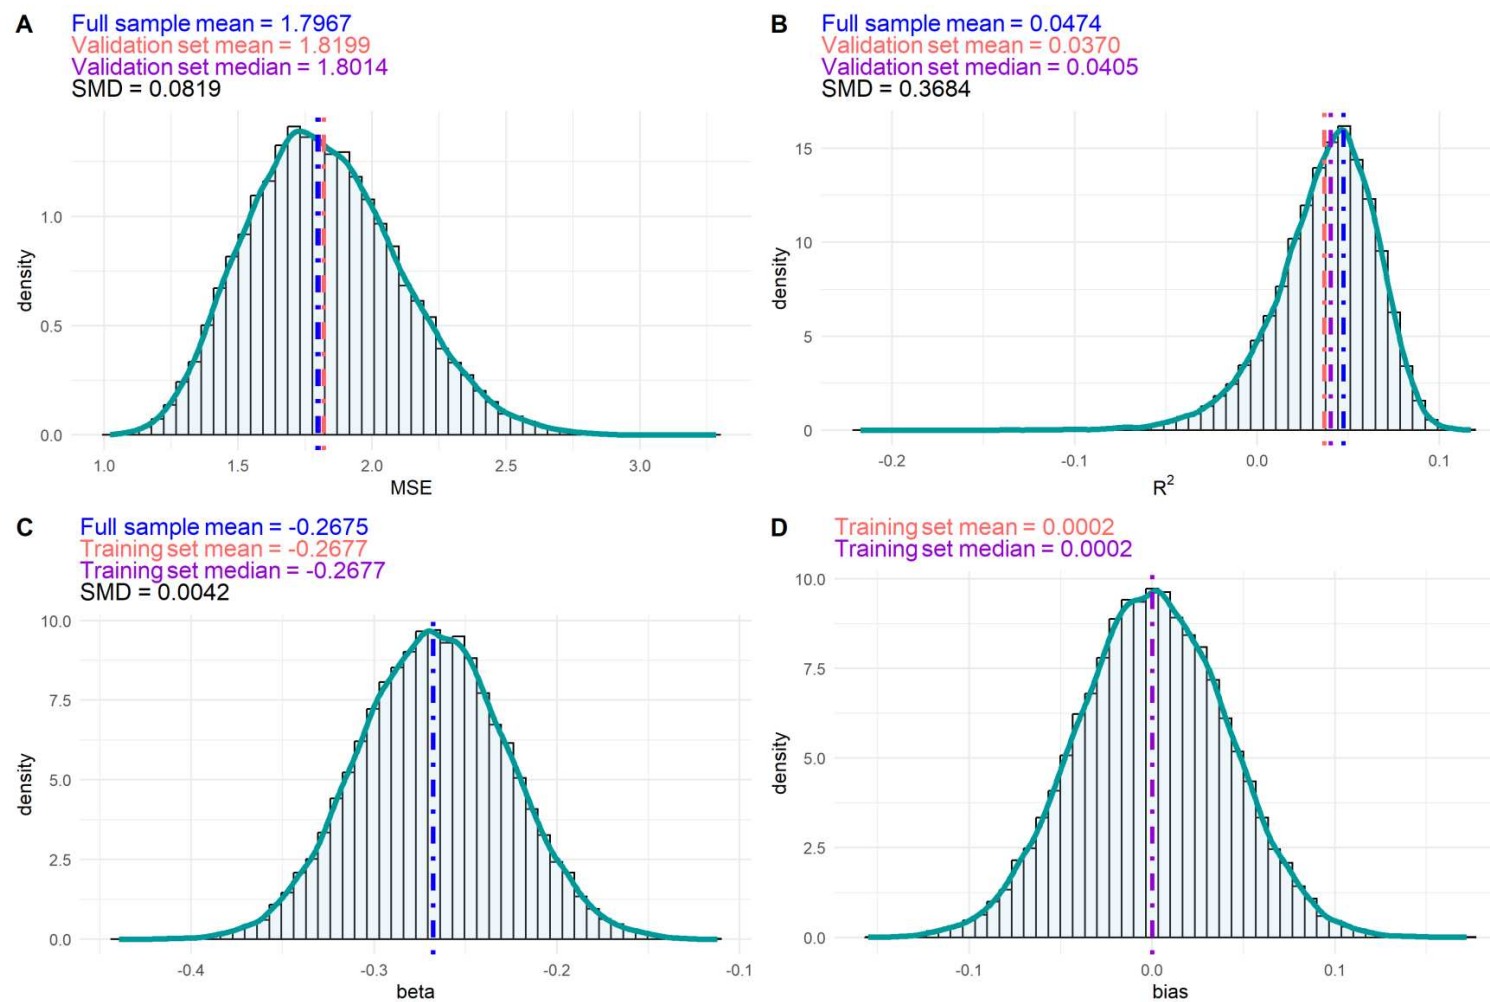 A
Full sample mean = 1.7967
Validation set mean = 1.8199
Validation set median = 1.8014
SMD = 0.0819
density
1.0
0.5
0.0
1.0 1.5 2.0 2.5 3.0
MSE
B
Full sample mean = 0.0474
Validation set mean = 0.0370
Validation set median = 0.0405
SMD = 0.3684
density
15
10
5
0
-0.2 -0.1 0.0 0.1
R²
C
Full sample mean = -0.2675
Training set mean = -0.2677
Training set median = -0.2677
SMD = 0.0042
density
10.0
7.5
5.0
2.5
0.0
-0.4 -0.3 -0.2 -0.1
beta
D
Training set mean = 0.0002
Training set median = 0.0002
density
10.0
7.5
5.0
2.5
0.0
-0.1 0.0 0.1
bias